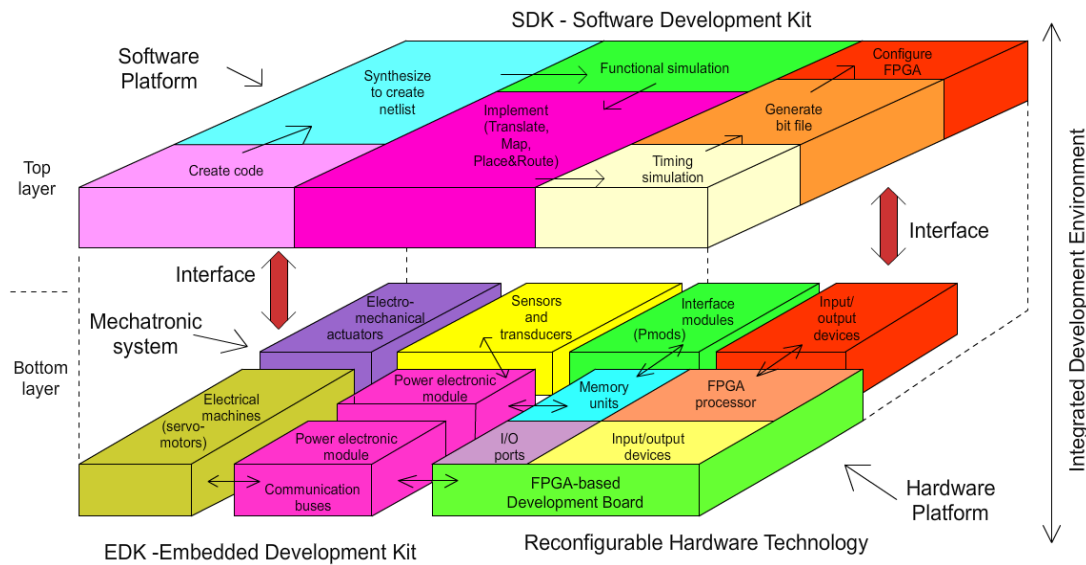 SDK - Software Development Kit
Software
Platform
Synthesize
to create
netlist
Functional simulation
Configure
FPGA
Implement
(Translate,
Map,
Place&Route)
Generate
bit file
Create code
Timing
simulation
Top
layer
Interface
Interface
Integrated Development Environment
Mechatronic
system
Bottom
layer
Electro-
mechanical
actuators
Sensors
and
transducers
Interface
modules
(Pmods)
Input/
output
devices
Electrical
machines
(servo-
motors)
Power electronic
module
Memory
units
FPGA
processor
Power electronic
module
I/O
ports
Input/output
devices
Communication
buses
FPGA-based
Development Board
Hardware
Platform
EDK -Embedded Development Kit
Reconfigurable Hardware Technology